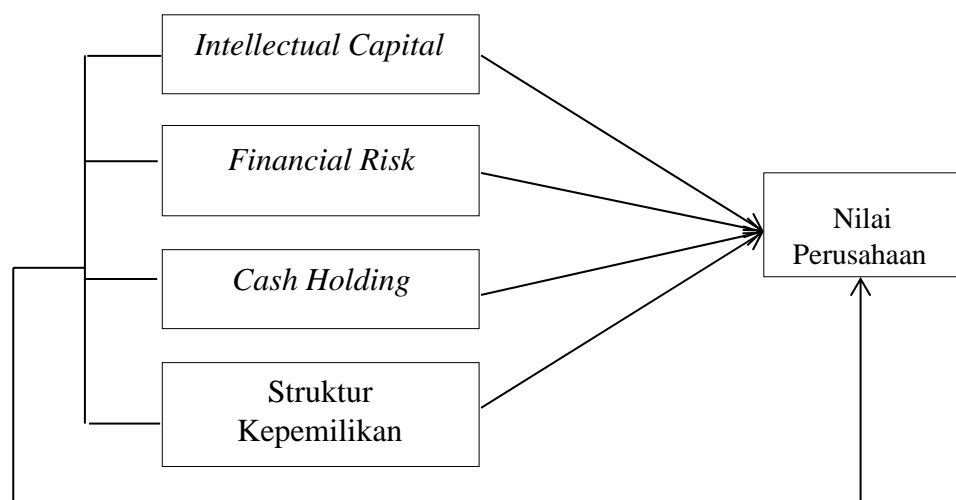 Intellectual Capital
Financial Risk
Cash Holding
Struktur
Kepemilikan
Nilai
Perusahaan